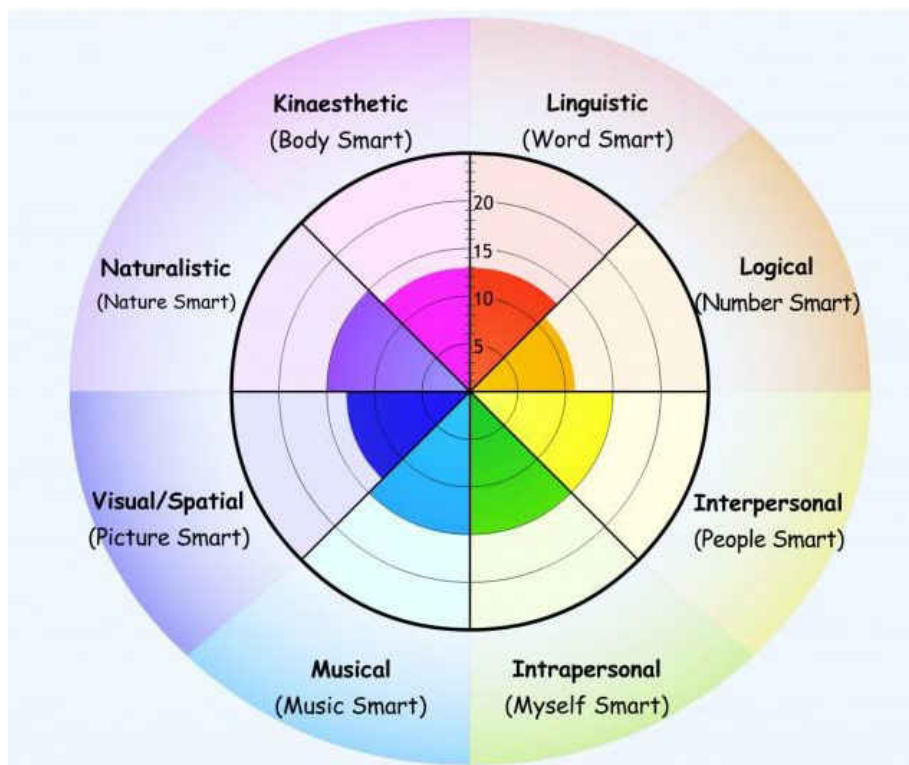 Kinaesthetic
(Body Smart)
Linguistic
(Word Smart)
Naturalistic
(Nature Smart)
Logical
(Number Smart)
20
15
10
5
Visual/Spatial
(Picture Smart)
Interpersonal
(People Smart)
Musical
(Music Smart)
Intrapersonal
(Myself Smart)